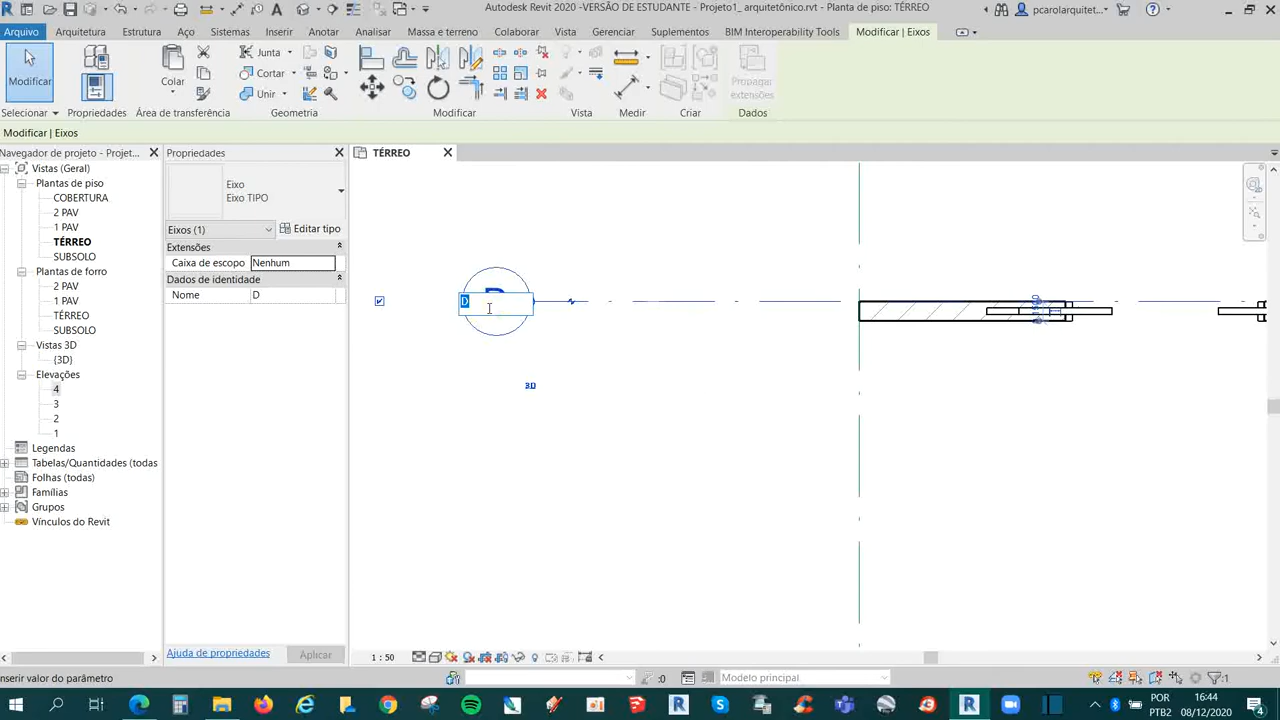 Autodesk Revit 2020 -VERSÃO DE ESTUDANTE - Projeto1_ arquitetônico.rvt - Planta de piso: TÉRREO
pcarolarquitet...
Arquivo Arquitetura Estrutura Aço Sistemas Inserir Anotar Analisar Massa e terreno Colaborar Vista Gerenciar Suplementos BIM Interoperability Tools Modificar | Eixos
Modificar Colar Junta Cortar Unir Propagar extensões
Selecionar Propriedades Área de transferência Geometria Modificar Vista Medir Criar Dados
Modificar | Eixos
Navegador de projeto - Projet...
Vistas (Geral)
Plantas de piso
COBERTURA
2 PAV
1 PAV
TÉRREO
SUBSOLO
Plantas de forro
2 PAV
1 PAV
TÉRREO
SUBSOLO
Vistas 3D
{3D}
Elevações
4
3
2
1
Legendas
Tabelas/Quantidades (todas
Folhas (todas)
Famílias
Grupos
Vínculos do Revit
Propriedades
Eixo
Eixo TIPO
Eixos (1)
Editar tipo
Extensões
Caixa de escopo Nenhum
Dados de identidade
Nome D
Ajuda de propriedades
Aplicar
TÉRREO
D
3D
1 : 50
nserir valor do parâmetro
:0
Modelo principal
:1
POR
PTB2
16:44
08/12/2020
4